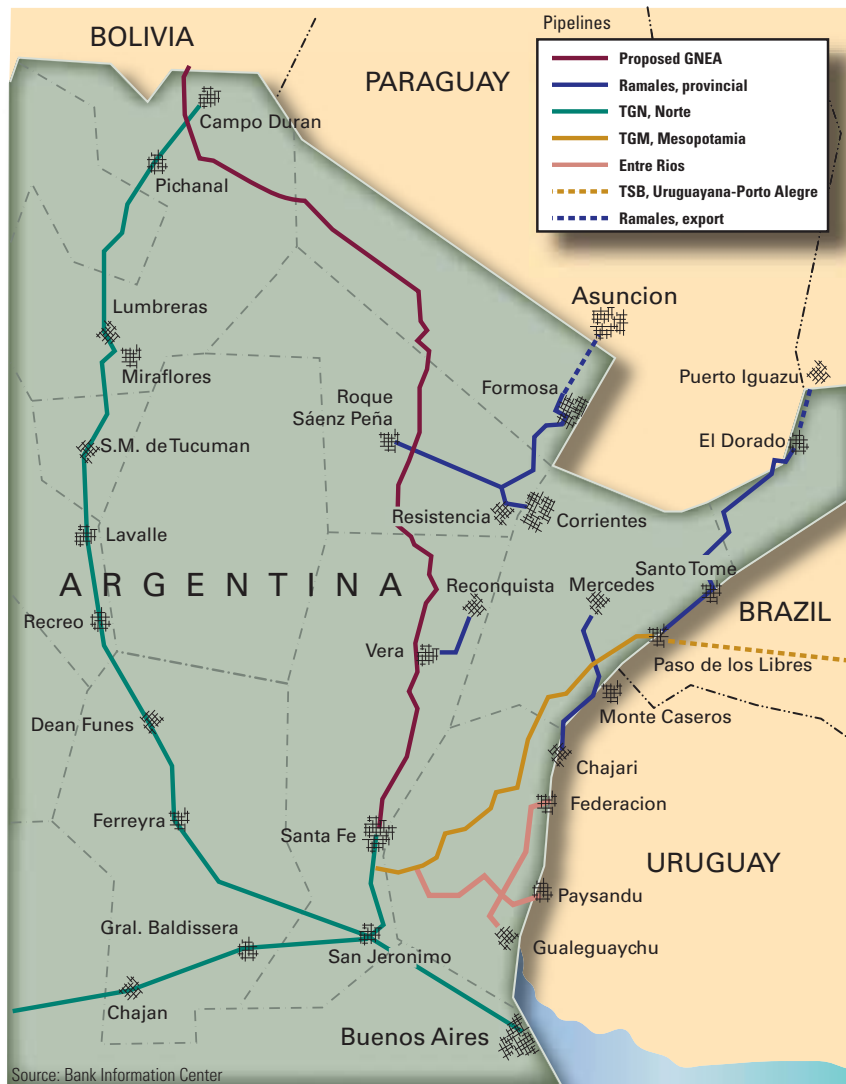 Pipelines
Proposed GNEA
Ramales, provincial
TGN, Norte
TGM, Mesopotamia
Entre Rios
TSB, Uruguayana-Porto Alegre
Ramales, export
BOLIVIA
PARAGUAY
Campo Duran
Pichanal
Lumbreras
Miraflores
Asuncion
Formosa
Puerto Iguazu
Roque
Sáenz Peña
El Dorado
S.M. de Tucuman
Lavalle
Resistencia
Corrientes
ARGENTINA
Reconquista
Mercedes
Santo Tome
BRAZIL
Recreo
Vera
Paso de los Libres
Monte Caseros
Dean Funes
Chajari
Federacion
Ferreyra
Santa Fe
URUGUAY
Paysandu
Gral. Baldissera
San Jeronimo
Gualeguaychu
Chajan
Buenos Aires
Source: Bank Information Center